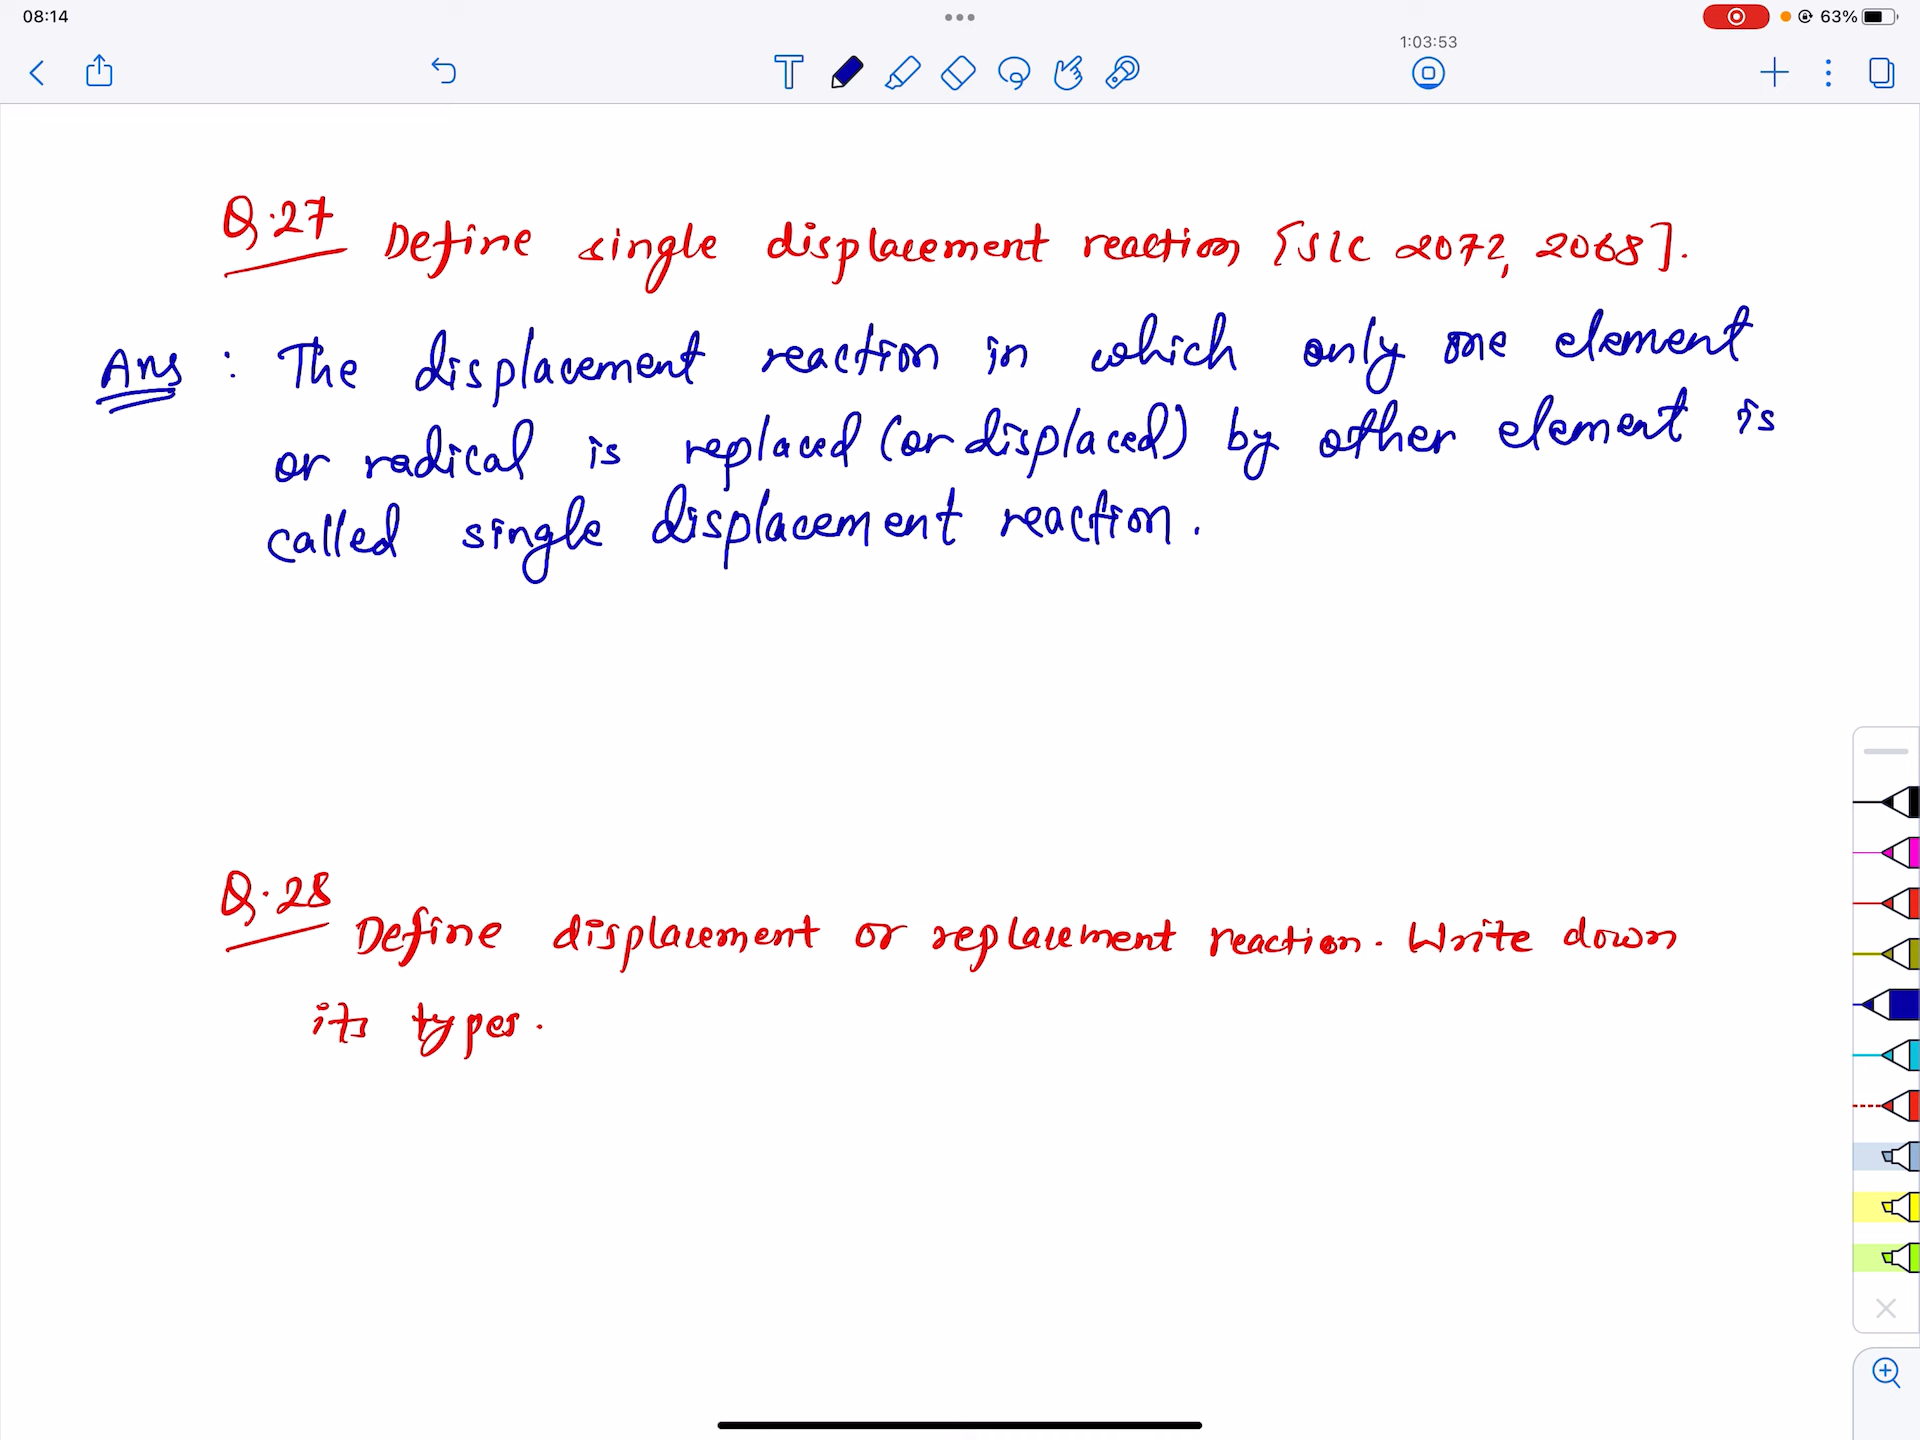 08:14
63%
1:03:53
Q.27 Define single displacement reaction [SLC 2072, 2068].
Ans : The displacement reaction in which only one element
or radical is replaced (or displaced) by other element is
called single displacement reaction.
Q.28 Define displacement or replacement reaction. Write down
its types.